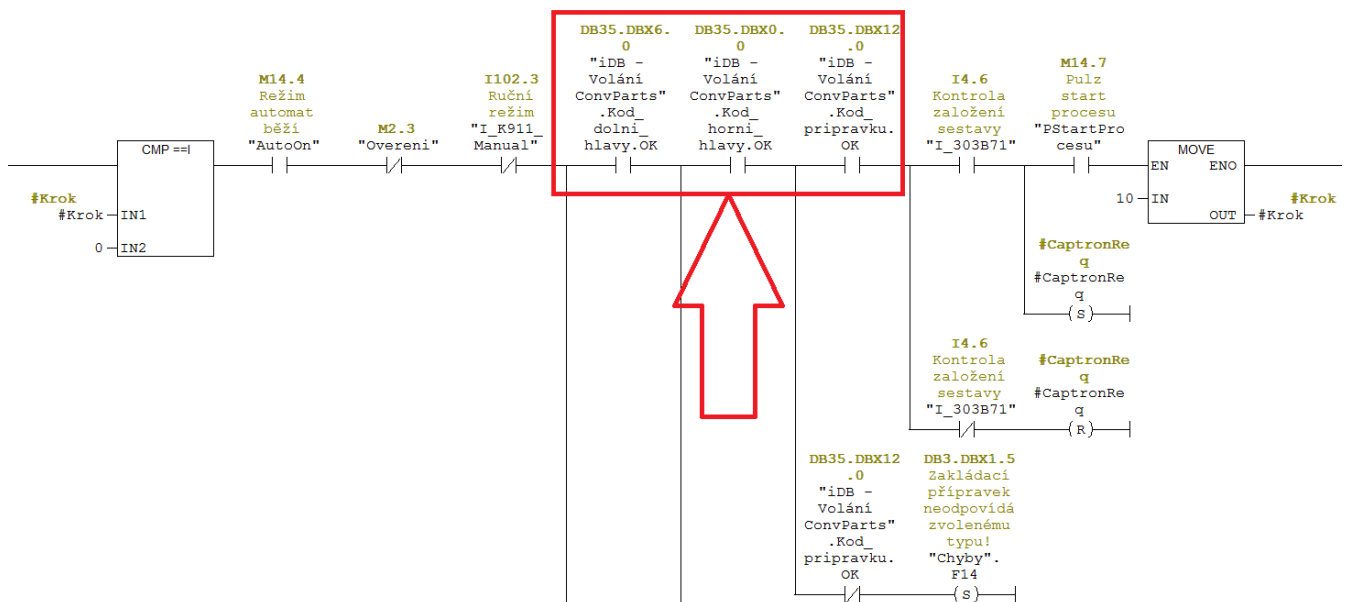 DB35.DBX6.
0
"iDB -
Volání
ConvParts"
.Kod_
dolni_
hlavy.OK
DB35.DBX0.
0
"iDB -
Volání
ConvParts"
.Kod_
horni_
hlavy.OK
DB35.DBX12
.0
"iDB -
Volání
ConvParts"
.Kod_
pripravku.
OK
M14.4
Režim
automat
běží
"AutoOn"
M2.3
"Overeni"
I102.3
Ruční
režim
"I_K911_
Manual"
I4.6
Kontrola
založení
sestavy
"I_303B71"
M14.7
Pulz
start
procesu
"PStartPro
cesu"
CMP ==I
#Krok
#Krok
IN1
0
IN2
MOVE
EN
ENO
10
IN
OUT
#Krok
#Krok
#CaptronRe
q
#CaptronRe
q
S
I4.6
Kontrola
založení
sestavy
"I_303B71"
#CaptronRe
q
#CaptronRe
q
R
DB35.DBX12
.0
"iDB -
Volání
ConvParts"
.Kod_
pripravku.
OK
DB3.DBX1.5
Zakládací
přípravek
neodpovídá
zvolenému
typu!
"Chyby".
F14
S